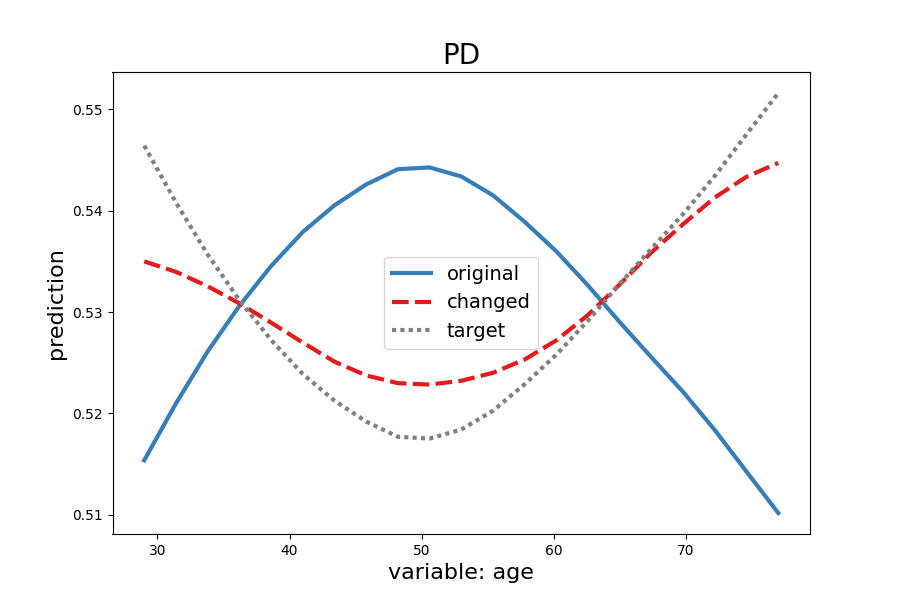 PD
0.55
0.54
0.53
0.52
0.51
prediction
original
changed
target
30 40 50 60 70
variable: age